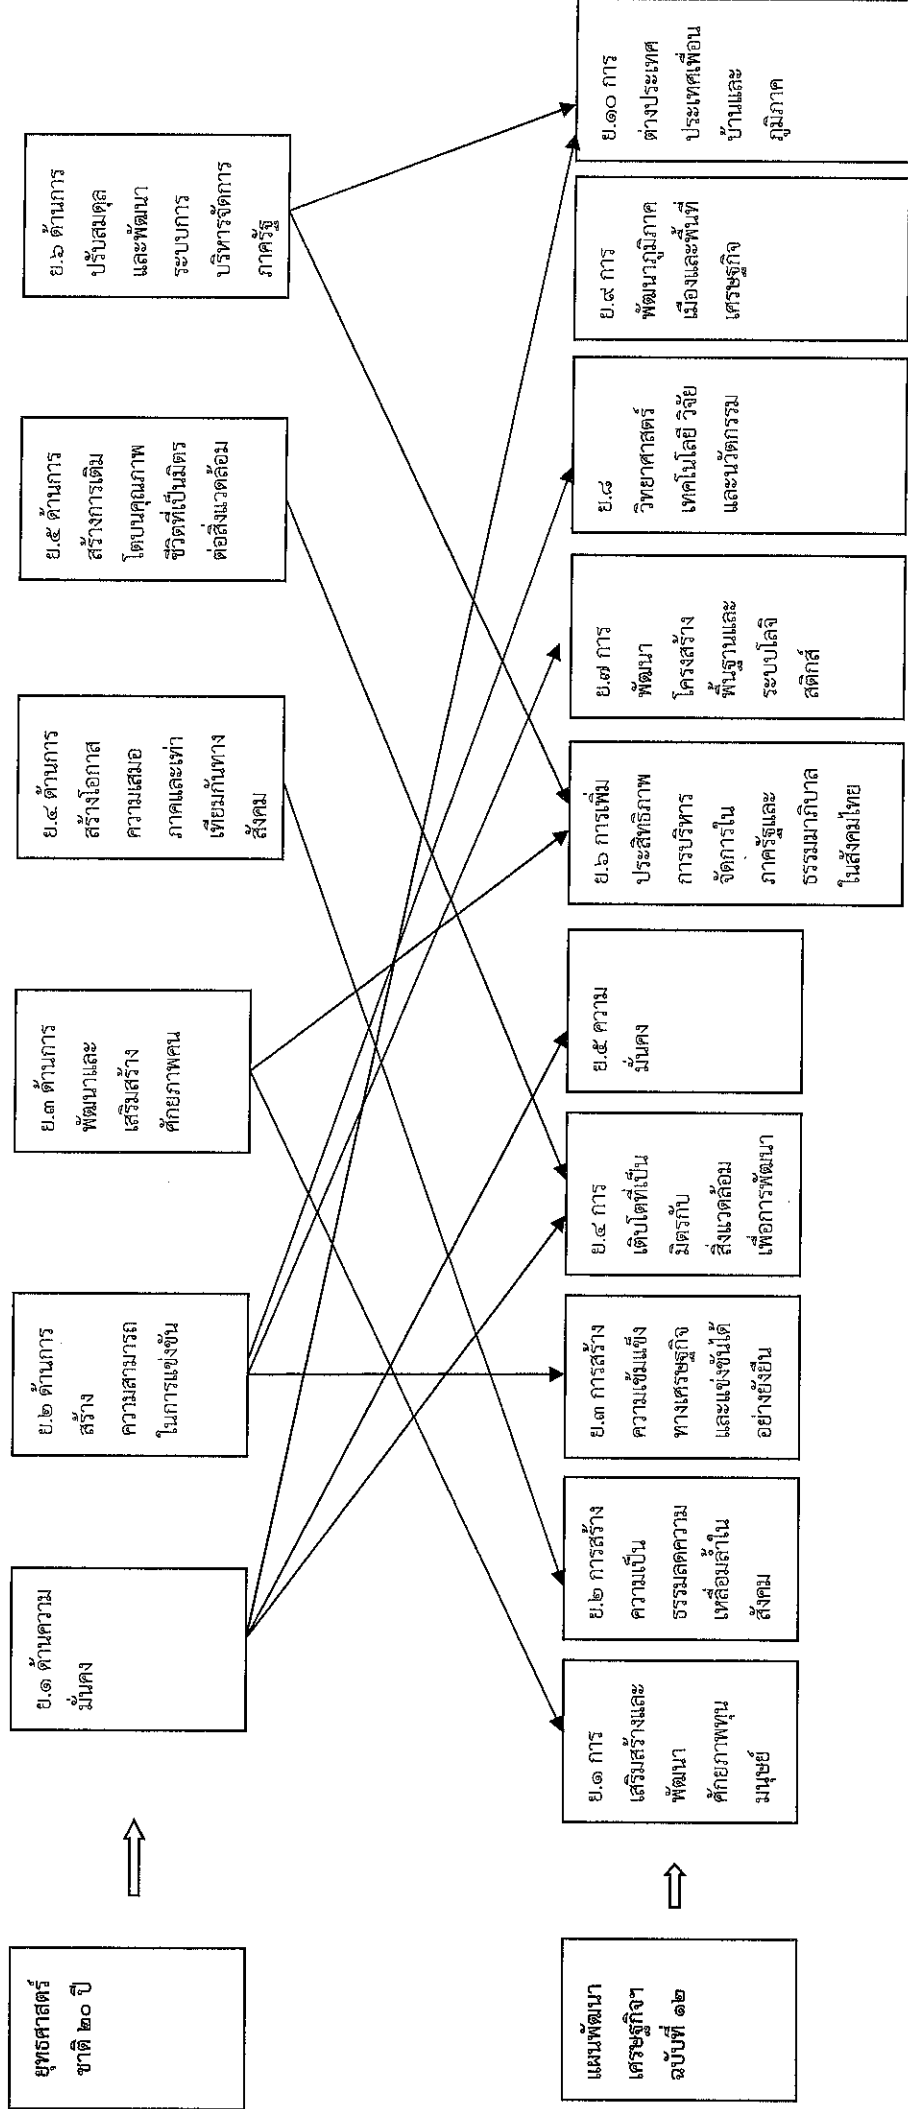 ยุทธศาสตร์
ชาติ ๒๐ ปี
ย.๑ ด้านความ
มั่นคง
ย.๒ ด้านการ
สร้าง
ความสามารถ
ในการแข่งขัน
ย.๓ ด้านการ
พัฒนาและ
เสริมสร้าง
ศักยภาพคน
ย.๔ ด้านการ
สร้างโอกาส
ความเสมอ
ภาคและเท่า
เทียมกันทาง
สังคม
ย.๕ ด้านการ
สร้างการเติม
โตบนคุณภาพ
ชีวิตที่เป็นมิตร
ต่อสิ่งแวดล้อม
ย.๖ ด้านการ
ปรับสมดุล
และพัฒนา
ระบบการ
บริหารจัดการ
ภาครัฐ
แผนพัฒนา
เศรษฐกิจฯ
ฉบับที่ ๑๒
ย.๑ การ
เสริมสร้างและ
พัฒนา
ศักยภาพทุน
มนุษย์
ย.๒ การสร้าง
ความเป็น
ธรรมลดความ
เหลื่อมล้ำใน
สังคม
ย.๓ การสร้าง
ความเข้มแข็ง
ทางเศรษฐกิจ
และแข่งขันได้
อย่างยั่งยืน
ย.๔ การ
เติบโตที่เป็น
มิตรกับ
สิ่งแวดล้อม
เพื่อการพัฒนา
ย.๕ ความ
มั่นคง
ย.๖ การเพิ่ม
ประสิทธิภาพ
การบริหาร
จัดการใน
ภาครัฐและ
ธรรมมาภิบาล
ในสังคมไทย
ย.๗ การ
พัฒนา
โครงสร้าง
พื้นฐานและ
ระบบโลจิ
สติกส์
ย.๘
วิทยาศาสตร์
เทคโนโลยี วิจัย
และนวัตกรรม
ย.๙ การ
พัฒนาภูมิภาค
เมืองและพื้นที่
เศรษฐกิจ
ย.๑๐ การ
ต่างประเทศ
ประเทศเพื่อน
บ้านและ
ภูมิภาค